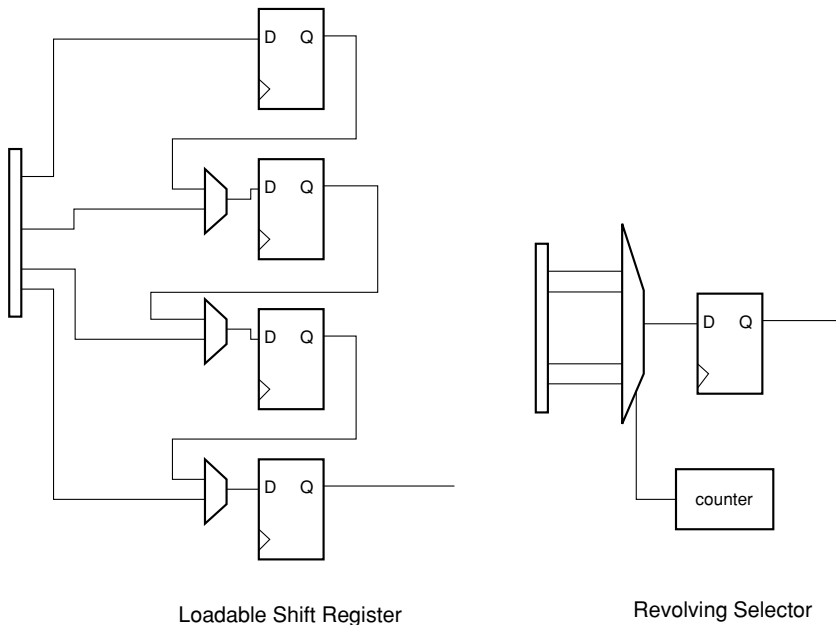 D Q
D Q
D Q
D Q
D Q
counter
Loadable Shift Register
Revolving Selector